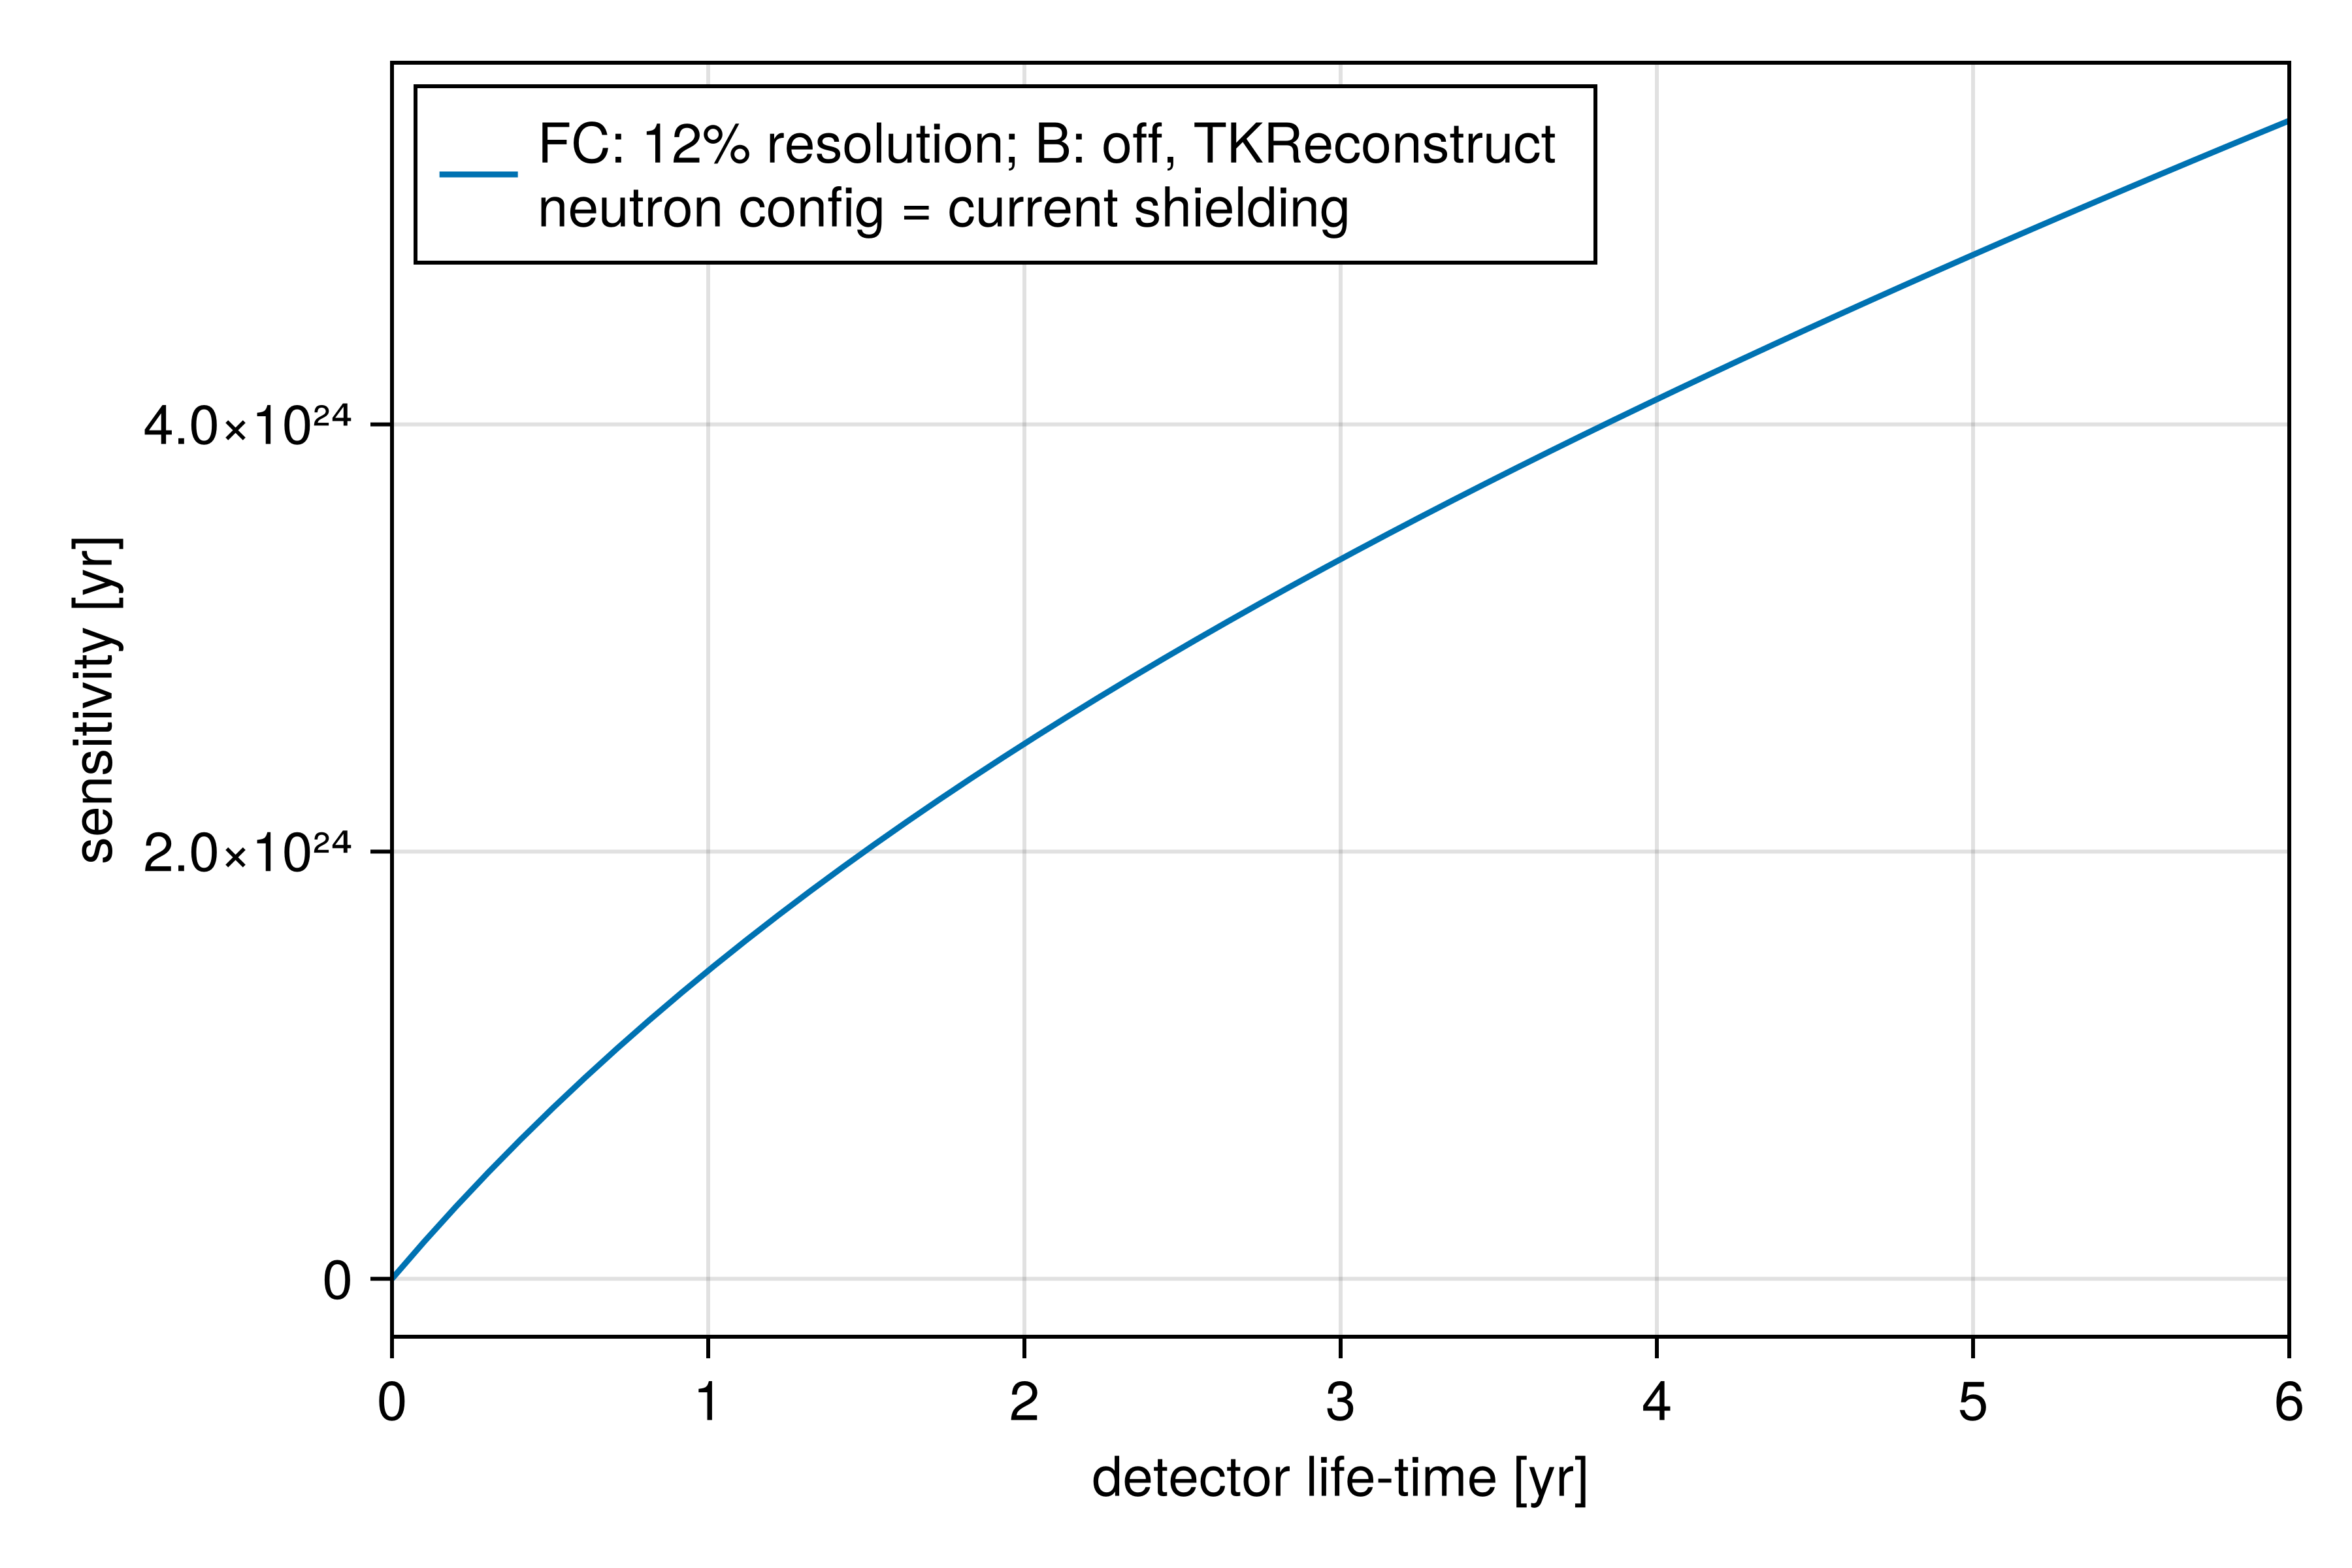 FC: 12% resolution; B: off, TKReconstruct
neutron config = current shielding
sensitivity [yr]
4.0×10²⁴
2.0×10²⁴
0
0 1 2 3 4 5 6
detector life-time [yr]